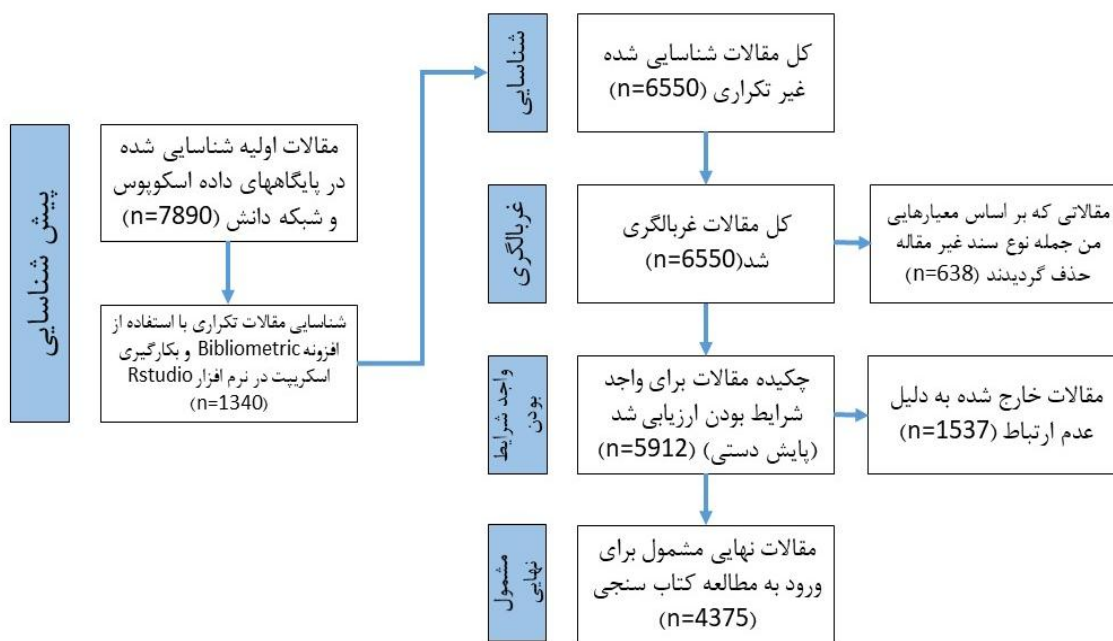 پیش شناسایی
مقالات اولیه شناسایی شده
در پایگاههای داده اسکوپوس
و شبکه دانش (n=7890)
شناسایی مقالات تکراری با استفاده از
افزونه Bibliometric و بکارگیری
اسکریپت در نرم افزار Rstudio
(n=1340)
شناسایی
کل مقالات شناسایی شده
غیر تکراری (n=6550)
غربالگری
کل مقالات غربالگری
شد(n=6550)
مقالاتی که بر اساس معیارهایی
من جمله نوع سند غیر مقاله
حذف گردیدند (n=638)
واجد شرایط
بودن
چکیده مقالات برای واجد
شرایط بودن ارزیابی شد
(پایش دستی) (n=5912)
مقالات خارج شده به دلیل
عدم ارتباط (n=1537)
مشمول
نهایی
مقالات نهایی مشمول برای
ورود به مطالعه کتاب سنجی
(n=4375)